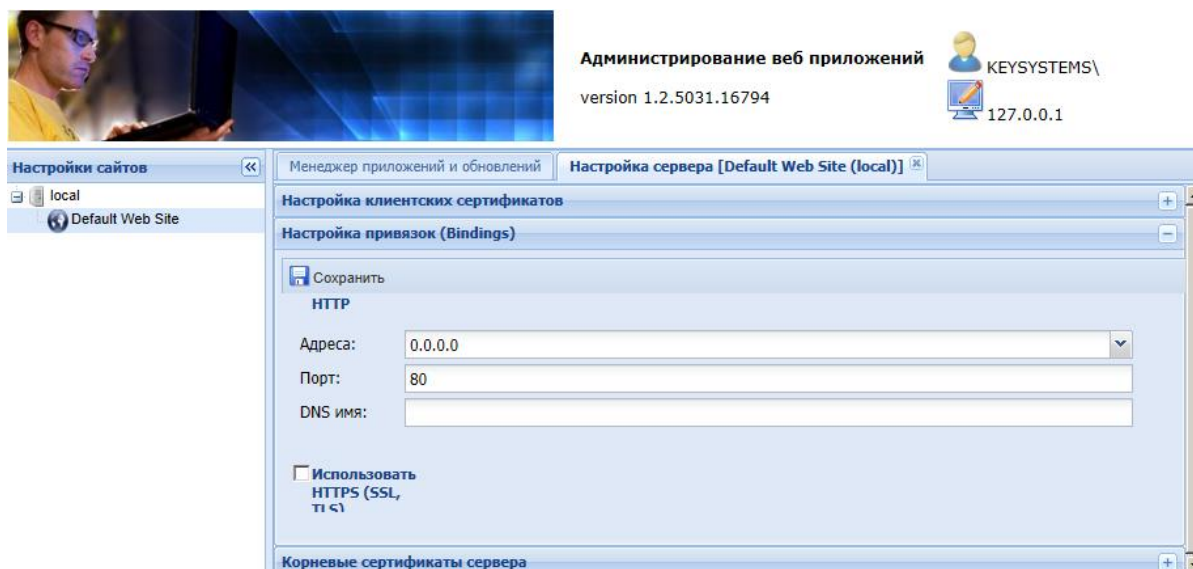 Администрирование веб приложений
version 1.2.5031.16794
KEYSYSTEMS\
127.0.0.1
Настройки сайтов
local
Default Web Site
Менеджер приложений и обновлений
Настройка сервера [Default Web Site (local)]
Настройка клиентских сертификатов
Настройка привязок (Bindings)
Сохранить
HTTP
Адреса: 0.0.0.0
Порт: 80
DNS имя:
Использовать
HTTPS (SSL,
TLS)
Корневые сертификаты сервера